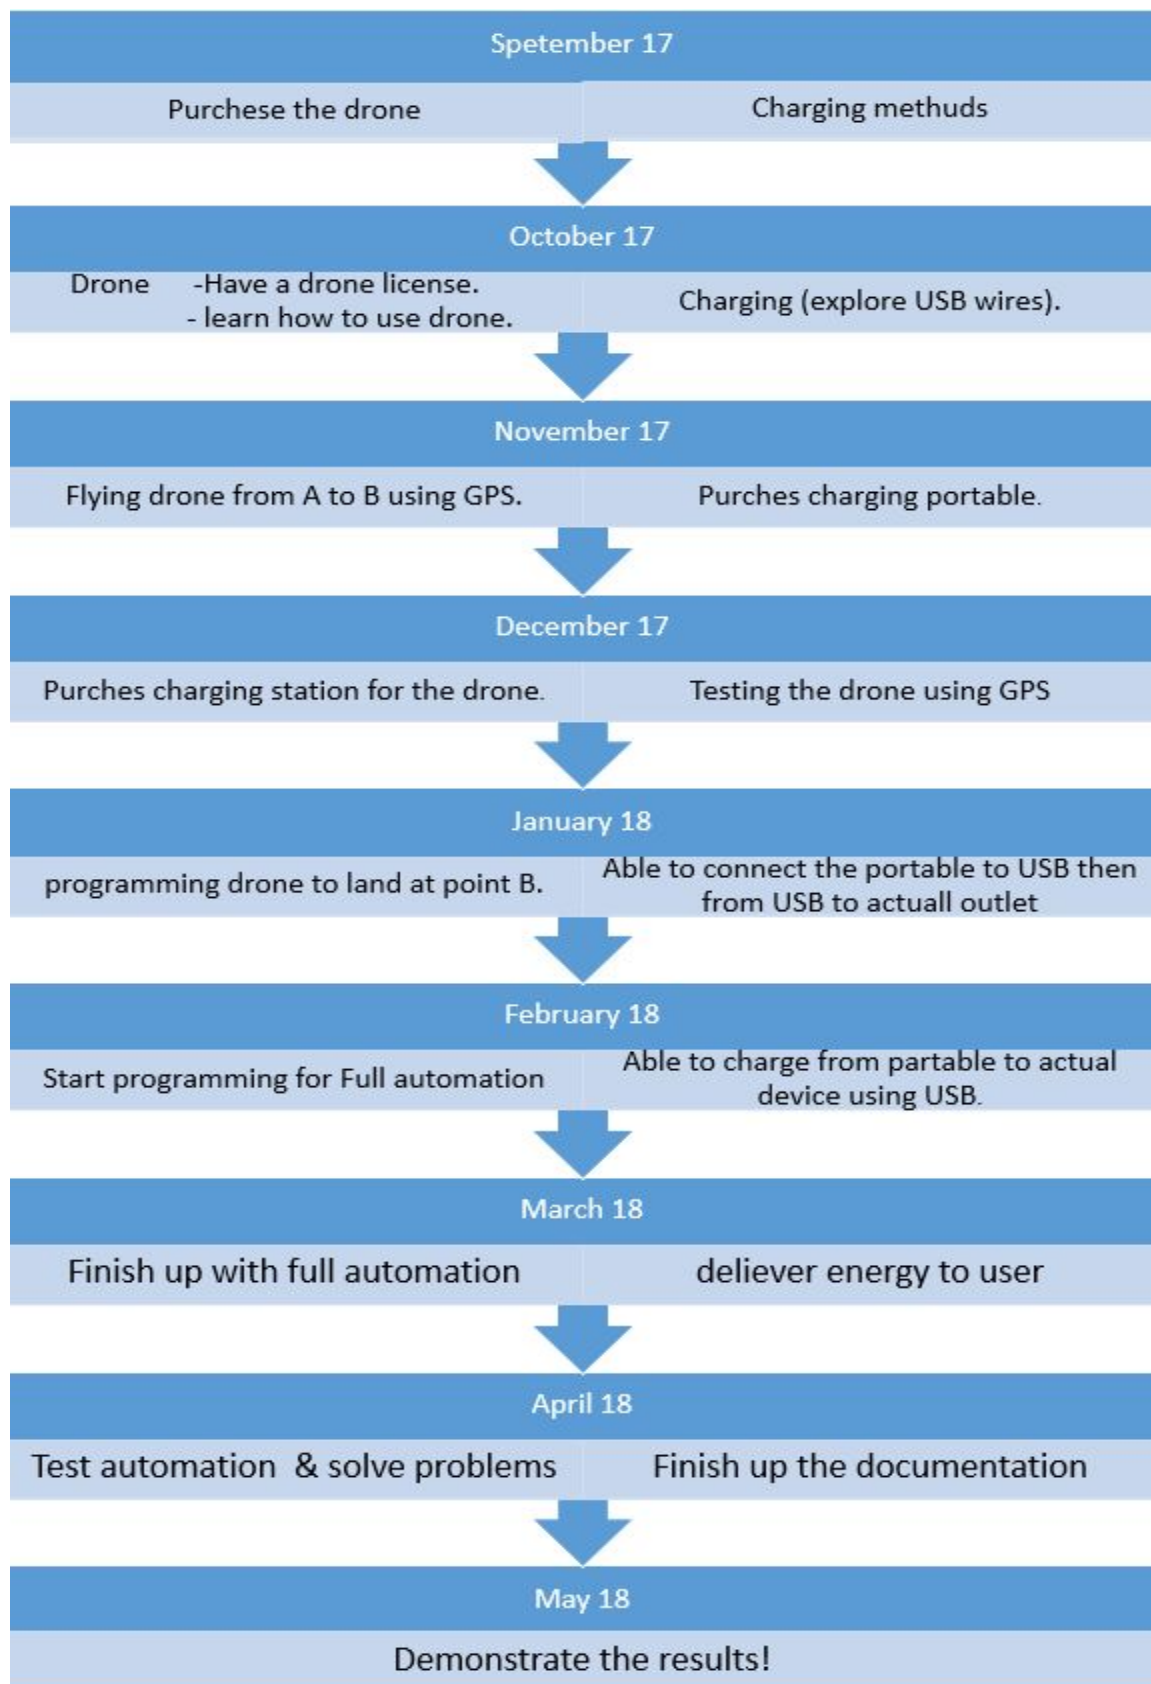 Spetember 17
Purchese the drone
Charging methuds
October 17
Drone -Have a drone license.
- learn how to use drone.
Charging (explore USB wires).
November 17
Flying drone from A to B using GPS.
Purches charging portable.
December 17
Purches charging station for the drone.
Testing the drone using GPS
January 18
programming drone to land at point B.
Able to connect the portable to USB then
from USB to actuall outlet
February 18
Start programming for Full automation
Able to charge from partable to actual
device using USB.
March 18
Finish up with full automation
deliever energy to user
April 18
Test automation & solve problems
Finish up the documentation
May 18
Demonstrate the results!